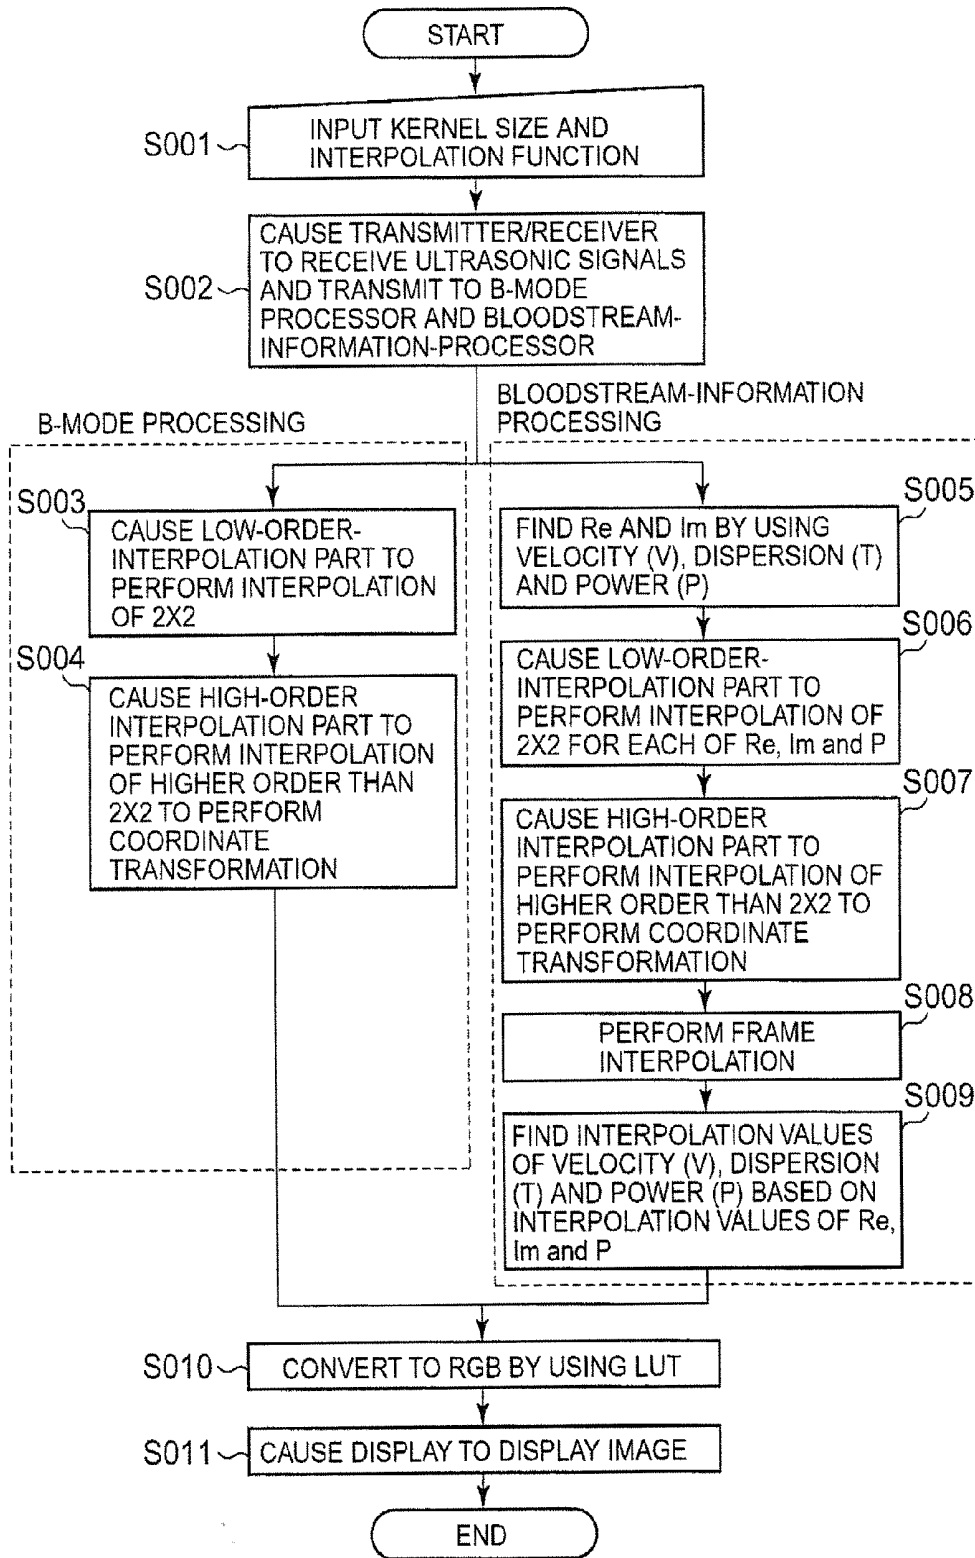 START
S001
INPUT KERNEL SIZE AND
INTERPOLATION FUNCTION
S002
CAUSE TRANSMITTER/RECEIVER
TO RECEIVE ULTRASONIC SIGNALS
AND TRANSMIT TO B-MODE
PROCESSOR AND BLOODSTREAM-
INFORMATION-PROCESSOR
B-MODE PROCESSING
S003
CAUSE LOW-ORDER-
INTERPOLATION PART TO
PERFORM INTERPOLATION
OF 2X2
S004
CAUSE HIGH-ORDER
INTERPOLATION PART TO
PERFORM INTERPOLATION
OF HIGHER ORDER THAN
2X2 TO PERFORM
COORDINATE
TRANSFORMATION
BLOODSTREAM-INFORMATION
PROCESSING
S005
FIND Re AND Im BY USING
VELOCITY (V), DISPERSION (T)
AND POWER (P)
S006
CAUSE LOW-ORDER-
INTERPOLATION PART TO
PERFORM INTERPOLATION OF
2X2 FOR EACH OF Re, Im AND P
S007
CAUSE HIGH-ORDER
INTERPOLATION PART TO
PERFORM INTERPOLATION OF
HIGHER ORDER THAN 2X2 TO
PERFORM COORDINATE
TRANSFORMATION
S008
PERFORM FRAME
INTERPOLATION
S009
FIND INTERPOLATION VALUES
OF VELOCITY (V), DISPERSION
(T) AND POWER (P) BASED ON
INTERPOLATION VALUES OF Re,
Im AND P
S010
CONVERT TO RGB BY USING LUT
S011
CAUSE DISPLAY TO DISPLAY IMAGE
END